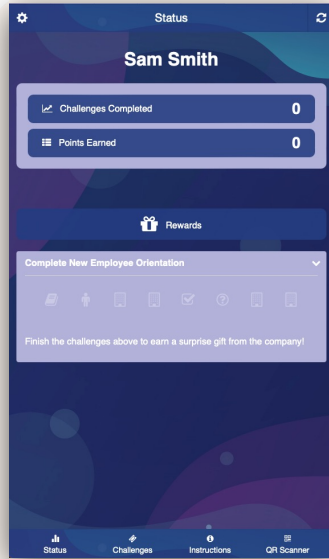 Status
Sam Smith
Challenges Completed 0
Points Earned 0
Rewards
Complete New Employee Orientation
Finish the challenges above to earn a surprise gift from the company!
Status Challenges Instructions QR Scanner